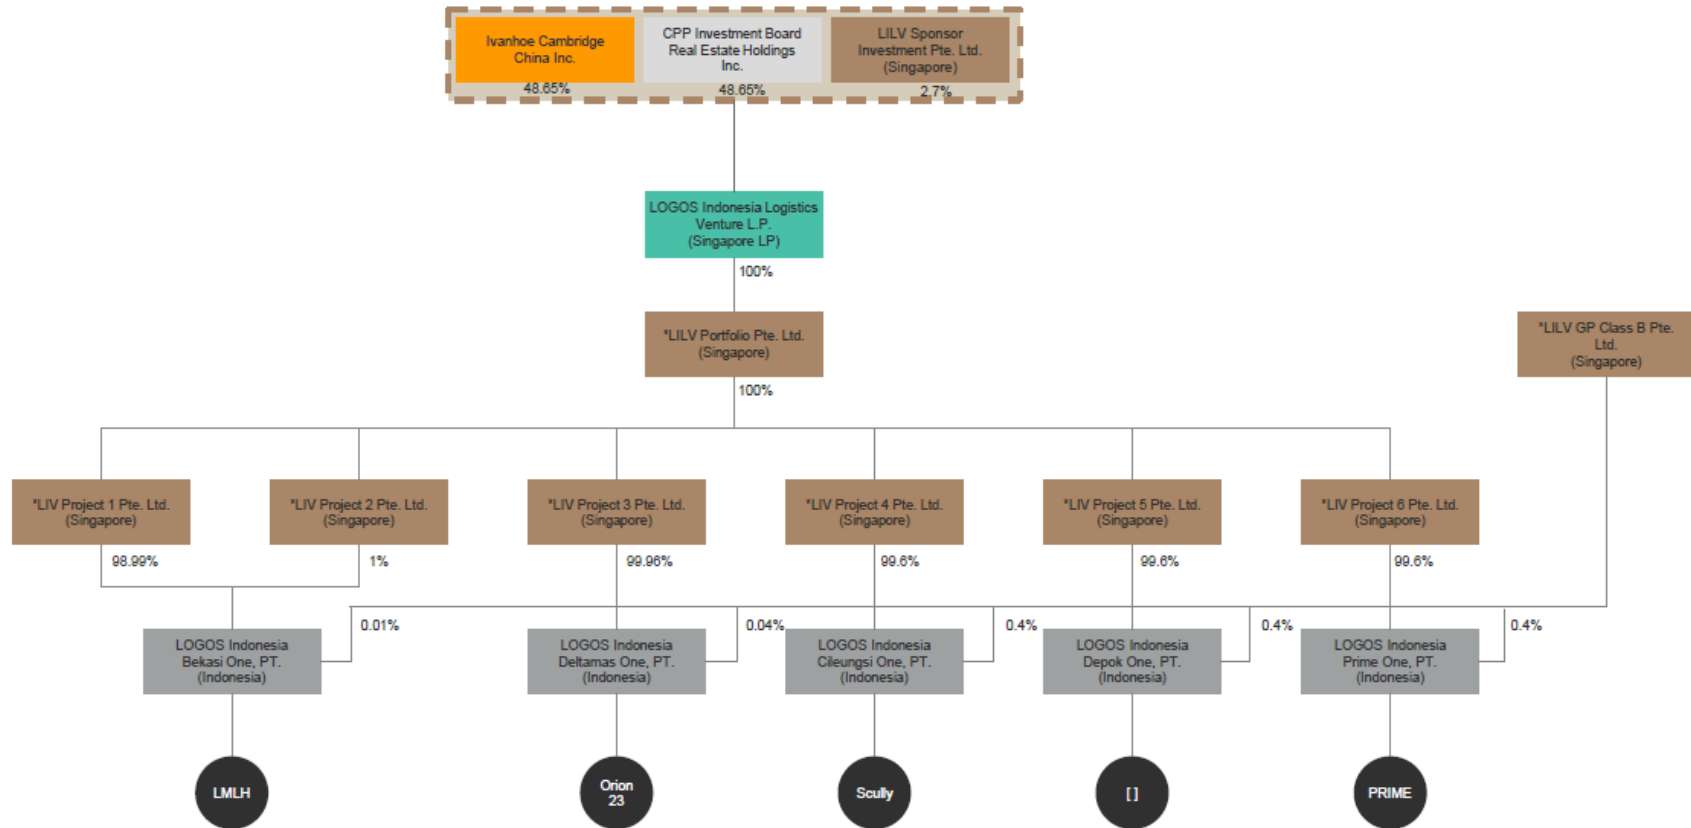 Ivanhoe Cambridge
China Inc.
CPP Investment Board
Real Estate Holdings
Inc.
LILV Sponsor
Investment Pte. Ltd.
(Singapore)
48.65%
48.65%
2.7%
LOGOS Indonesia Logistics
Venture L.P.
(Singapore LP)
100%
*LILV Portfolio Pte. Ltd.
(Singapore)
*LILV GP Class B Pte.
Ltd.
(Singapore)
100%
*LIV Project 1 Pte. Ltd.
(Singapore)
*LIV Project 2 Pte. Ltd.
(Singapore)
*LIV Project 3 Pte. Ltd.
(Singapore)
*LIV Project 4 Pte. Ltd.
(Singapore)
*LIV Project 5 Pte. Ltd.
(Singapore)
*LIV Project 6 Pte. Ltd.
(Singapore)
98.99%
1%
99.96%
99.6%
99.6%
99.6%
0.01%
0.04%
0.4%
0.4%
0.4%
LOGOS Indonesia
Bekasi One, PT.
(Indonesia)
LOGOS Indonesia
Deltamas One, PT.
(Indonesia)
LOGOS Indonesia
Cileungsi One, PT.
(Indonesia)
LOGOS Indonesia
Depok One, PT.
(Indonesia)
LOGOS Indonesia
Prime One, PT.
(Indonesia)
LMLH
Orion
23
Scully
[ ]
PRIME